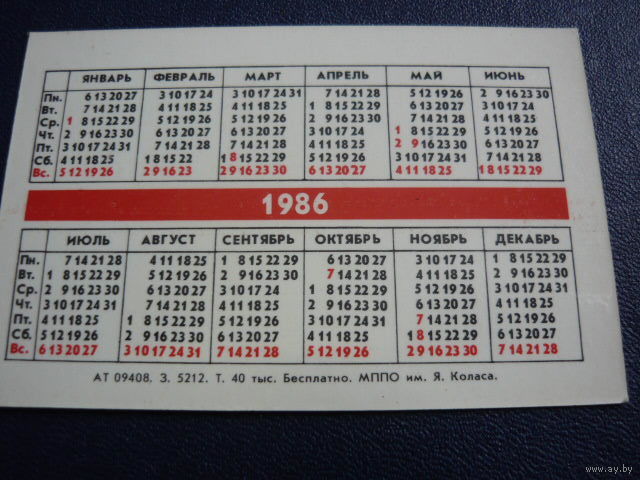 ЯНВАРЬ ФЕВРАЛЬ МАРТ АПРЕЛЬ МАЙ ИЮНЬ
Пн. 6 13 20 27 3 10 17 24 3 10 17 24 31 7 14 21 28 5 12 19 26 2 9 16 23 30
Вт. 7 14 21 28 4 11 18 25 4 11 18 25 1 8 15 22 29 6 13 20 27 3 10 17 24
Ср. 1 8 15 22 29 5 12 19 26 5 12 19 26 2 9 16 23 30 7 14 21 28 4 11 18 25
Чт. 2 9 16 23 30 6 13 20 27 6 13 20 27 3 10 17 24 1 8 15 22 29 5 12 19 26
Пт. 3 10 17 24 31 7 14 21 28 7 14 21 28 4 11 18 25 2 9 16 23 30 6 13 20 27
Сб. 4 11 18 25 1 8 15 22 1 8 15 22 29 5 12 19 26 3 10 17 24 31 7 14 21 28
Вс. 5 12 19 26 2 9 16 23 2 9 16 23 30 6 13 20 27 4 11 18 25 1 8 15 22 29
1986
ИЮЛЬ АВГУСТ СЕНТЯБРЬ ОКТЯБРЬ НОЯБРЬ ДЕКАБРЬ
Пн. 7 14 21 28 4 11 18 25 1 8 15 22 29 6 13 20 27 3 10 17 24 1 8 15 22 29
Вт. 1 8 15 22 29 5 12 19 26 2 9 16 23 30 7 14 21 28 4 11 18 25 2 9 16 23 30
Ср. 2 9 16 23 30 6 13 20 27 3 10 17 24 1 8 15 22 29 5 12 19 26 3 10 17 24 31
Чт. 3 10 17 24 31 7 14 21 28 4 11 18 25 2 9 16 23 30 6 13 20 27 4 11 18 25
Пт. 4 11 18 25 1 8 15 22 29 5 12 19 26 3 10 17 24 31 7 14 21 28 5 12 19 26
Сб. 5 12 19 26 2 9 16 23 30 6 13 20 27 4 11 18 25 1 8 15 22 29 6 13 20 27
Вс. 6 13 20 27 3 10 17 24 31 7 14 21 28 5 12 19 26 2 9 16 23 30 7 14 21 28
АТ 09408. З. 5212. Т. 40 тыс. Бесплатно. МППО им. Я. Коласа.
www.ay.by